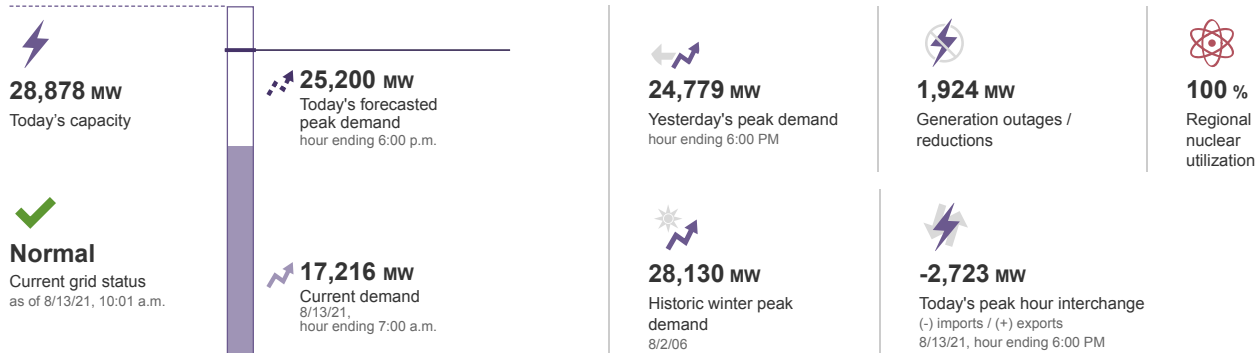 28,878 MW
Today's capacity
Normal
Current grid status
as of 8/13/21, 10:01 a.m.
25,200 MW
Today's forecasted
peak demand
hour ending 6:00 p.m.
17,216 MW
Current demand
8/13/21,
hour ending 7:00 a.m.
24,779 MW
Yesterday's peak demand
hour ending 6:00 PM
1,924 MW
Generation outages /
reductions
100 %
Regional
nuclear
utilization
28,130 MW
Historic winter peak
demand
8/2/06
-2,723 MW
Today's peak hour interchange
(-) imports / (+) exports
8/13/21, hour ending 6:00 PM